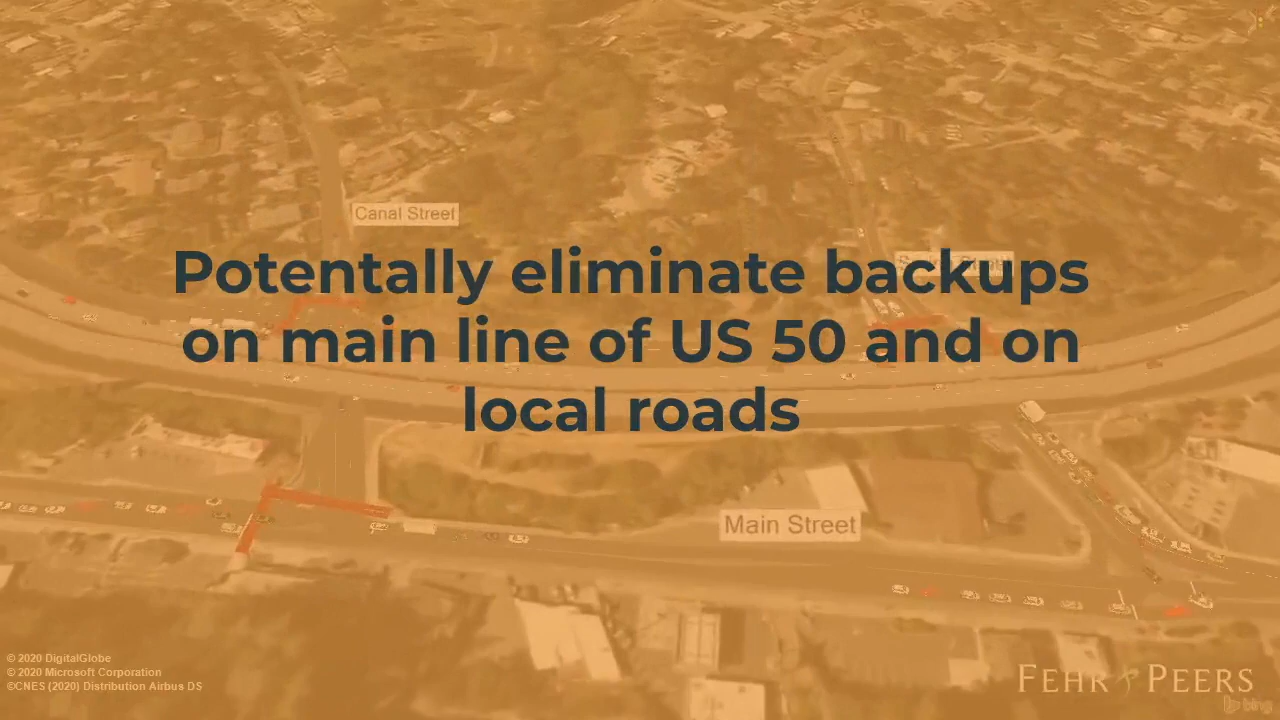 Canal Street
Potentally eliminate backups
on main line of US 50 and on
local roads
Main Street
© 2020 DigitalGlobe
© 2020 Microsoft Corporation
©CNES (2020) Distribution Airbus DS
FEHR PEERS
bing